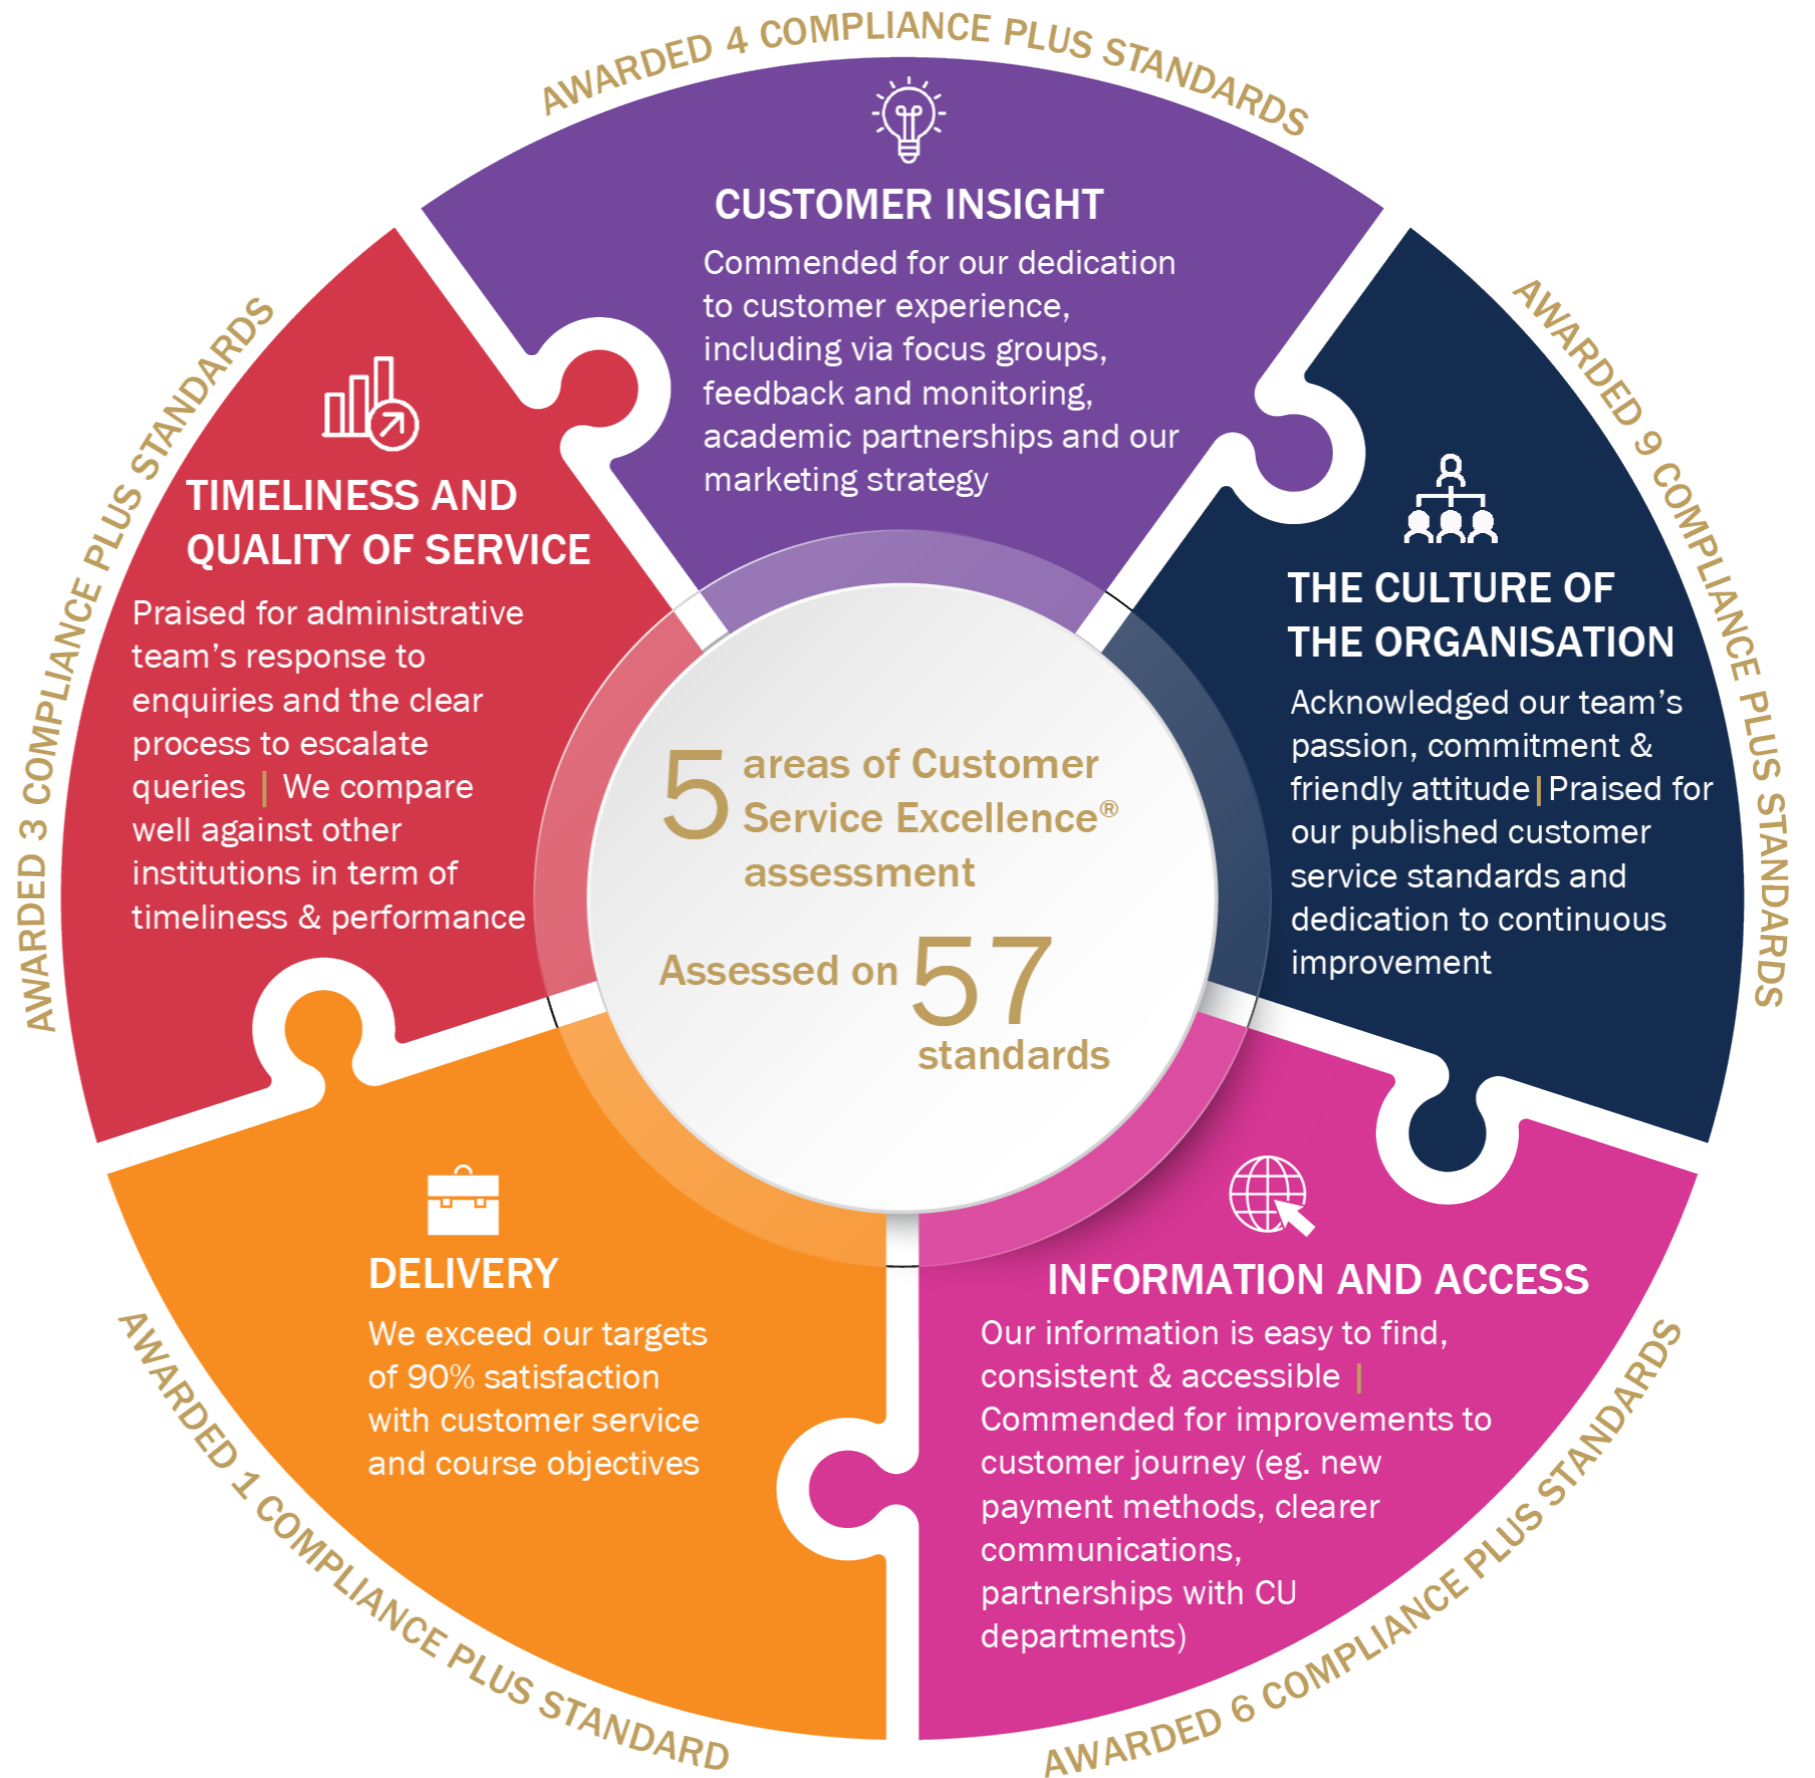 AWARDED 4 COMPLIANCE PLUS STANDARDS
CUSTOMER INSIGHT
Commended for our dedication
to customer experience,
including via focus groups,
feedback and monitoring,
academic partnerships and our
marketing strategy
AWARDED 9 COMPLIANCE PLUS STANDARDS
THE CULTURE OF
THE ORGANISATION
Acknowledged our team's
passion, commitment &
friendly attitude|Praised for
our published customer
service standards and
dedication to continuous
improvement
AWARDED 6 COMPLIANCE PLUS STANDARDS
INFORMATION AND ACCESS
Our information is easy to find,
consistent & accessible |
Commended for improvements to
customer journey (eg. new
payment methods, clearer
communications,
partnerships with CU
departments)
AWARDED 1 COMPLIANCE PLUS STANDARD
DELIVERY
We exceed our targets
of 90% satisfaction
with customer service
and course objectives
AWARDED 3 COMPLIANCE PLUS STANDARDS
TIMELINESS AND
QUALITY OF SERVICE
Praised for administrative
team's response to
enquiries and the clear
process to escalate
queries | We compare
well against other
institutions in term of
timeliness & performance
5 areas of Customer
Service Excellence®
assessment
Assessed on 57
standards